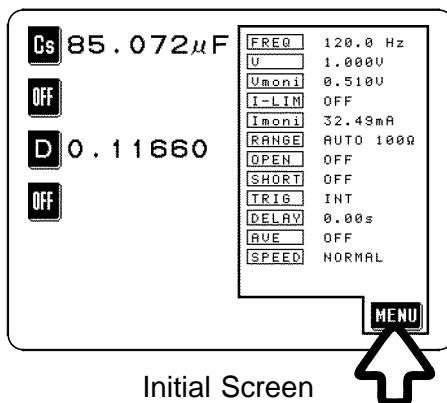 Cs 85.072μF
OFF
D 0.11660
OFF
FREQ 120.0 Hz
V 1.000V
Vmoni 0.510V
I-LIM OFF
Imoni 32.49mA
RANGE AUTO 100Ω
OPEN OFF
SHORT OFF
TRIG INT
DELAY 0.00s
AVE OFF
SPEED NORMAL
MENU
Initial Screen